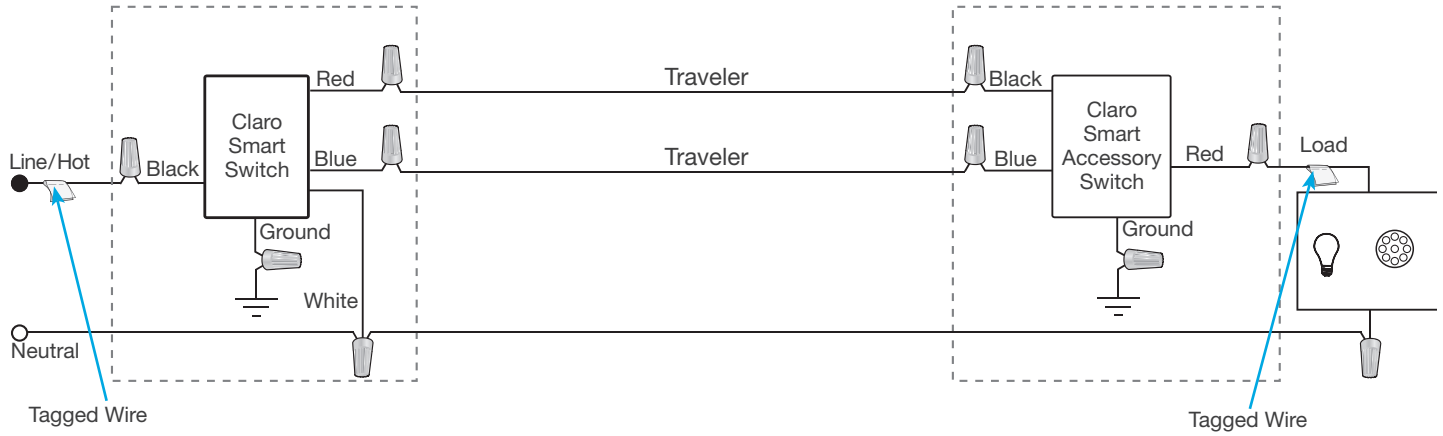 Red
Traveler
Black
Claro
Smart
Switch
Claro
Smart
Accessory
Switch
Line/Hot
Black
Blue
Traveler
Blue
Red
Load
Ground
Ground
White
Neutral
Tagged Wire
Tagged Wire